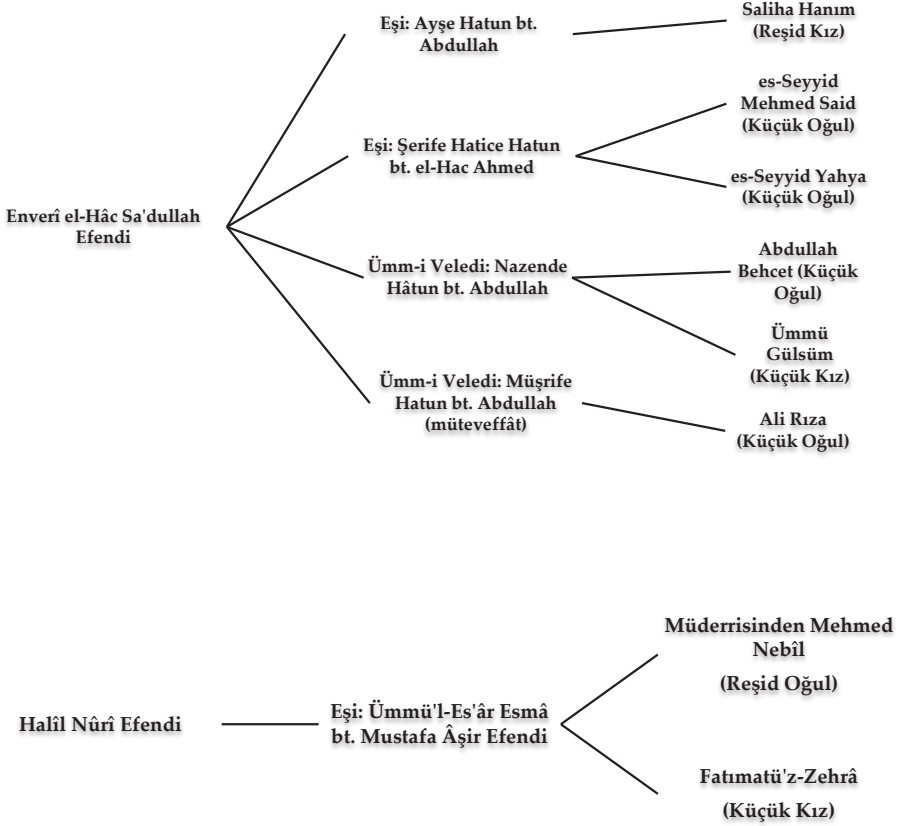 Enverî el-Hâc Sa'dullah
Efendi
Eşi: Ayşe Hatun bt.
Abdullah
Saliha Hanım
(Reşid Kız)
Eşi: Şerife Hatice Hatun
bt. el-Hac Ahmed
es-Seyyid
Mehmed Said
(Küçük Oğul)
es-Seyyid Yahya
(Küçük Oğul)
Ümm-i Veledi: Nazende
Hâtun bt. Abdullah
Abdullah
Behcet (Küçük
Oğul)
Ümmü
Gülsüm
(Küçük Kız)
Ümm-i Veledi: Müşrife
Hatun bt. Abdullah
(müteveffât)
Ali Rıza
(Küçük Oğul)
Halîl Nûrî Efendi
Eşi: Ümmü'l-Es'âr Esmâ
bt. Mustafa Âşir Efendi
Müderrisinden Mehmed
Nebîl
(Reşid Oğul)
Fatımatü'z-Zehrâ
(Küçük Kız)